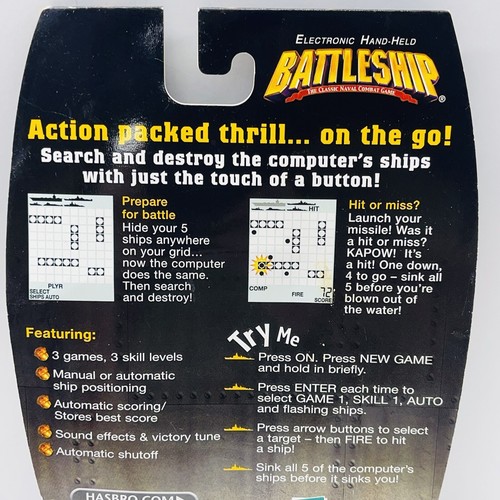 ELECTRONIC HAND-HELD
BATTLESHIP®
THE CLASSIC NAVAL COMBAT GAME
Action packed thrill... on the go!
Search and destroy the computer's ships
with just the touch of a button!
PLYR
SELECT
SHIPS AUTO
Prepare
for battle
Hide your 5
ships anywhere
on your grid...
now the computer
does the same.
Then search
and destroy!
HIT
COMP
FIRE
72
SCORE
Hit or miss?
Launch your
missile! Was it
a hit or miss?
KAPOW! It's
a hit! One down,
4 to go – sink all
5 before you're
blown out of
the water!
Featuring:
3 games, 3 skill levels
Manual or automatic
ship positioning
Automatic scoring/
Stores best score
Sound effects & victory tune
Automatic shutoff
Try Me
Press ON. Press NEW GAME
and hold in briefly.
Press ENTER each time to
select GAME 1, SKILL 1, AUTO
and flashing ships.
Press arrow buttons to select
a target – then FIRE to hit
a ship!
Sink all 5 of the computer's
ships before it sinks you!
HASBRO.COM